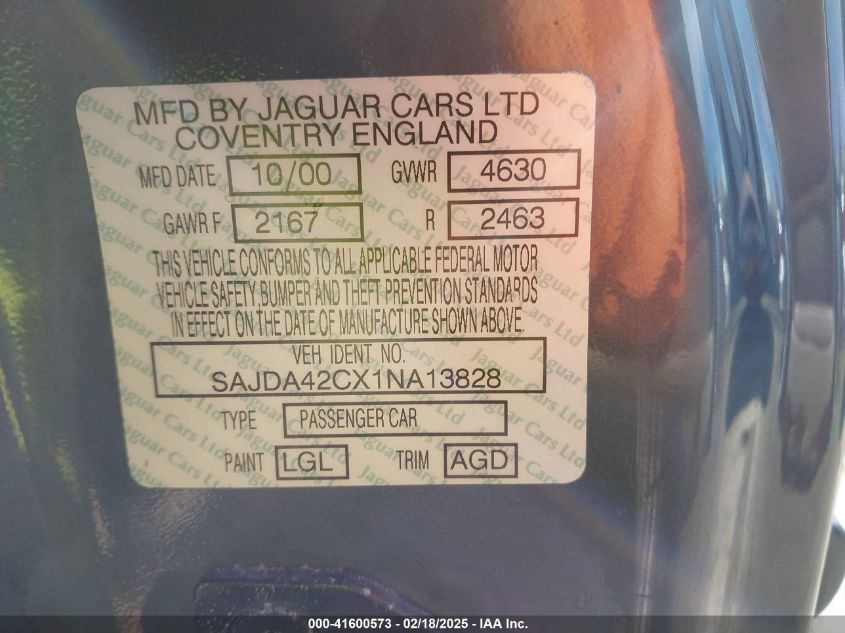 MFD BY JAGUAR CARS LTD
COVENTRY ENGLAND
MFD DATE 10/00 GVWR 4630
GAWR F 2167 R 2463
THIS VEHICLE CONFORMS TO ALL APPLICABLE FEDERAL MOTOR
VEHICLE SAFETY, BUMPER AND THEFT PREVENTION STANDARDS
IN EFFECT ON THE DATE OF MANUFACTURE SHOWN ABOVE.
VEH IDENT NO.
SAJDA42CX1NA13828
TYPE PASSENGER CAR
PAINT LGL TRIM AGD
000-41600573 - 02/18/2025 - IAA Inc.